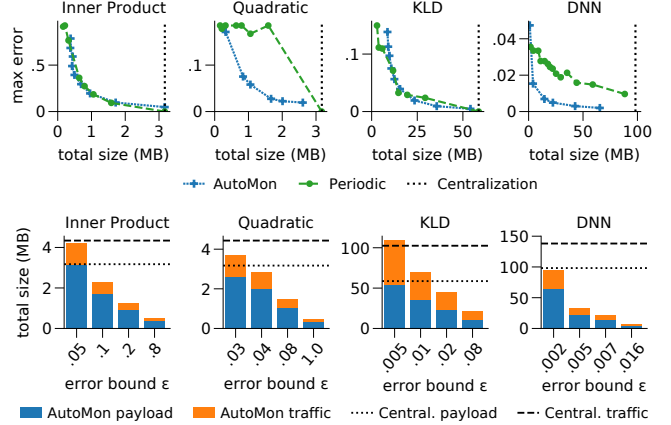 Inner Product Quadratic KLD DNN
max error
.5
0
.1
0
.1
0
.04
.02
.00
0 1 2 3
0 1 2 3
0 25 50
0 20 40 60 80 100
total size (MB) total size (MB) total size (MB) total size (MB)
AutoMon Periodic Centralization
Inner Product Quadratic KLD DNN
total size (MB)
4
2
0
4
2
0
100
50
0
150
100
50
0
.05 .1 .2 .8
.03 .04 .08 1.0
.005 .01 .02 .08
.002 .005 .007 .016
error bound ε error bound ε error bound ε error bound ε
AutoMon payload AutoMon traffic Central. payload Central. traffic